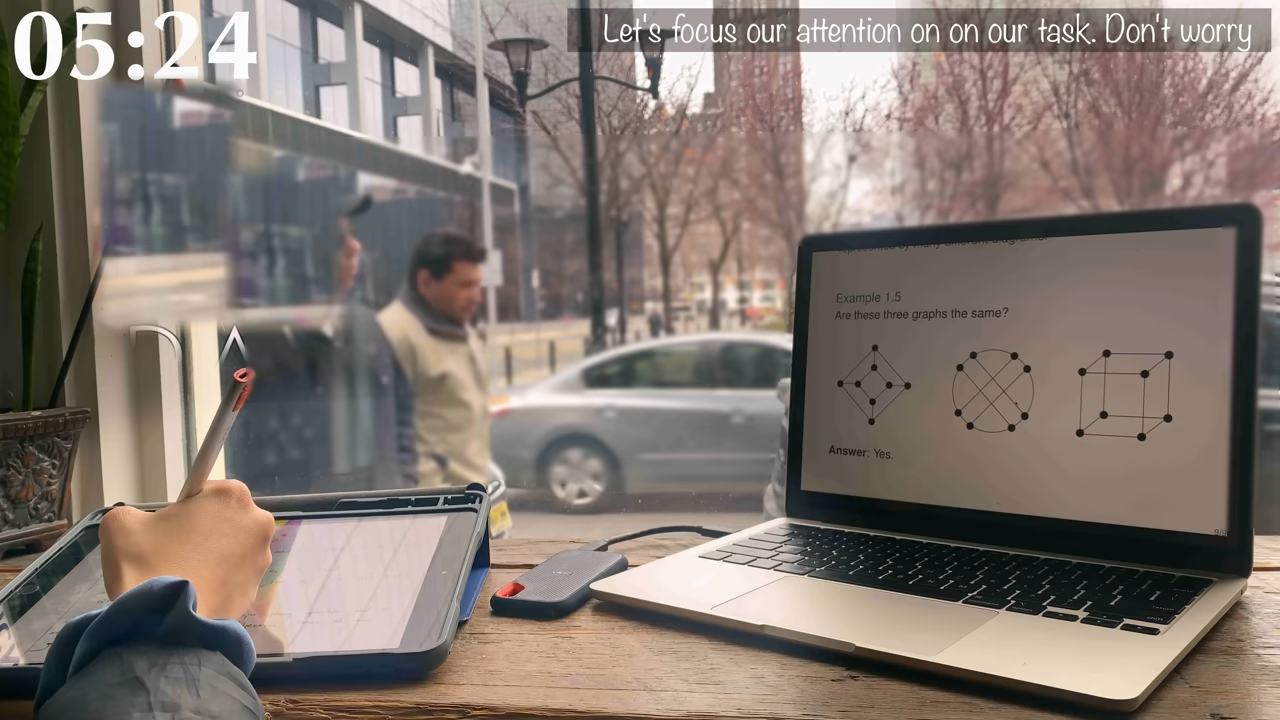 05:24
Let's focus our attention on on our task. Don't worry
Example 1.5
Are these three graphs the same?
Answer: Yes.